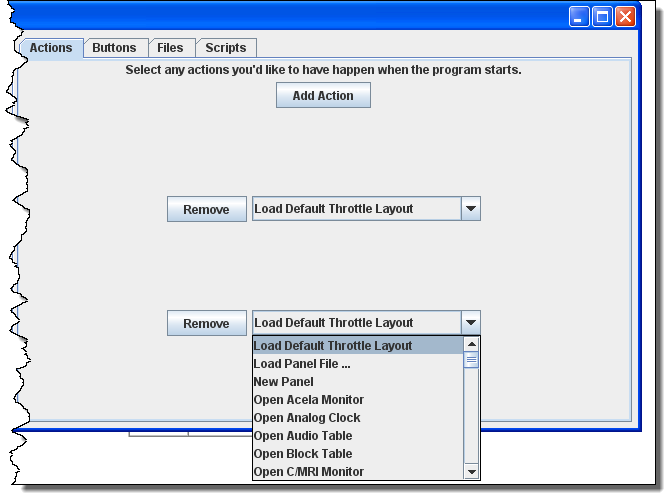 Actions Buttons Files Scripts
Select any actions you'd like to have happen when the program starts.
Add Action
Remove Load Default Throttle Layout
Remove Load Default Throttle Layout
Load Default Throttle Layout
Load Panel File ...
New Panel
Open Acela Monitor
Open Analog Clock
Open Audio Table
Open Block Table
Open C/MRI Monitor